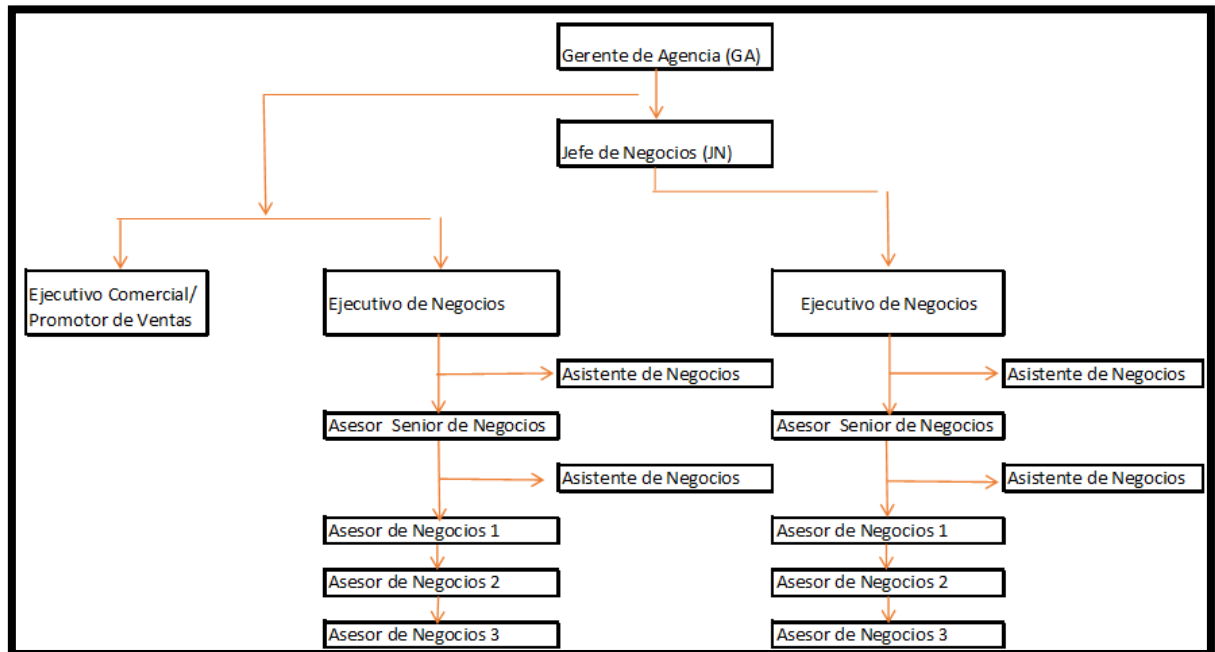 Gerente de Agencia (GA)
Jefe de Negocios (JN)
Ejecutivo Comercial/
Promotor de Ventas
Ejecutivo de Negocios
Ejecutivo de Negocios
Asistente de Negocios
Asistente de Negocios
Asesor Senior de Negocios
Asesor Senior de Negocios
Asistente de Negocios
Asistente de Negocios
Asesor de Negocios 1
Asesor de Negocios 1
Asesor de Negocios 2
Asesor de Negocios 2
Asesor de Negocios 3
Asesor de Negocios 3